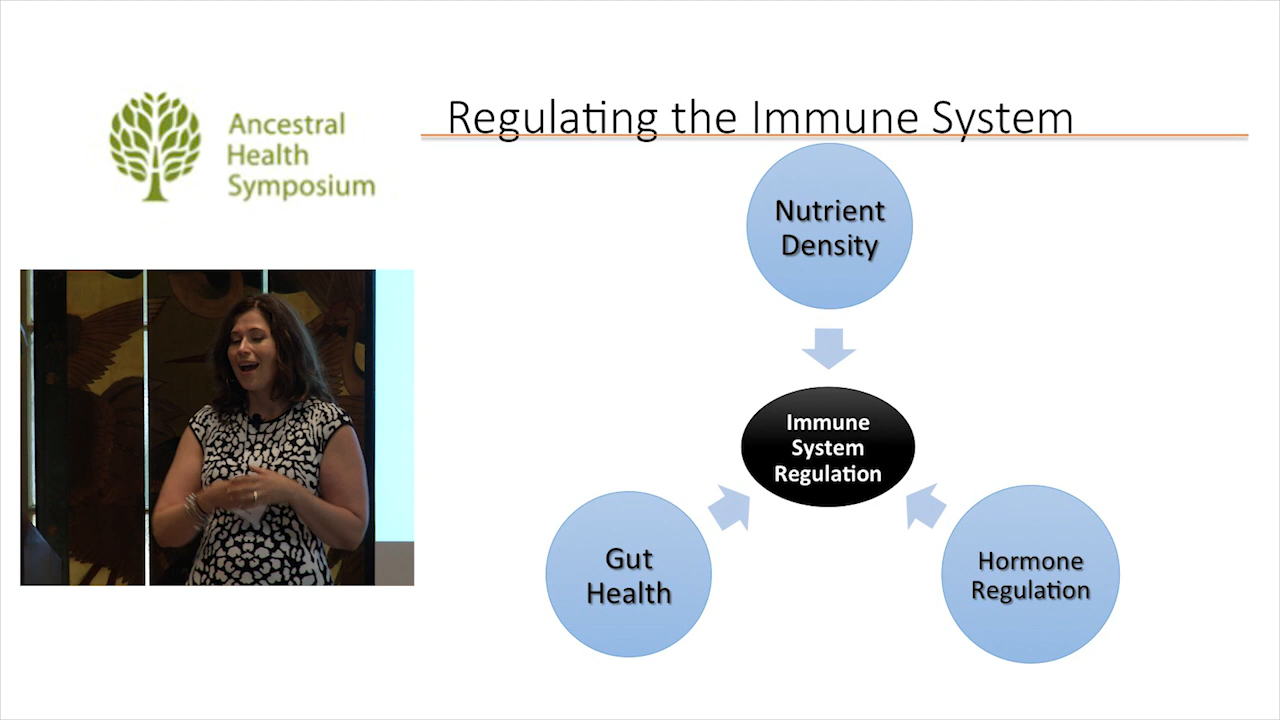 Ancestral
Health
Symposium
Regulating the Immune System
Nutrient
Density
Immune
System
Regulation
Gut
Health
Hormone
Regulation